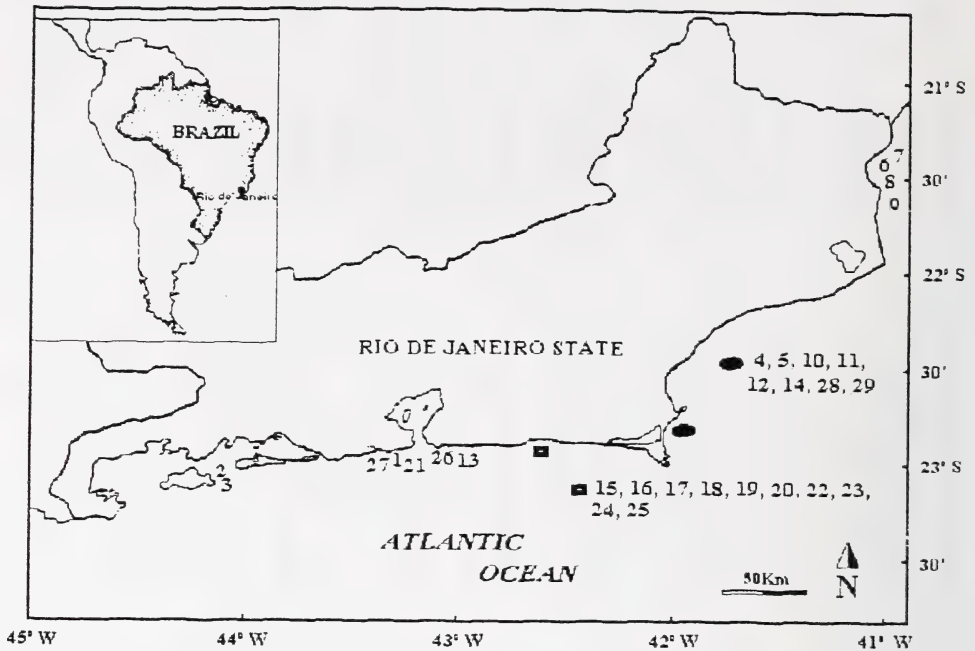 BRAZIL
Rio de Janeiro
21° S
7
6
30'
8
9
22° S
RIO DE JANEIRO STATE
4, 5, 10, 11,
12, 14, 28, 29
30'
27 1 21 26 13
23° S
2
3
15, 16, 17, 18, 19, 20, 22, 23,
24, 25
ATLANTIC
OCEAN
30'
50Km
N
45° W 44° W 43° W 42° W 41° W